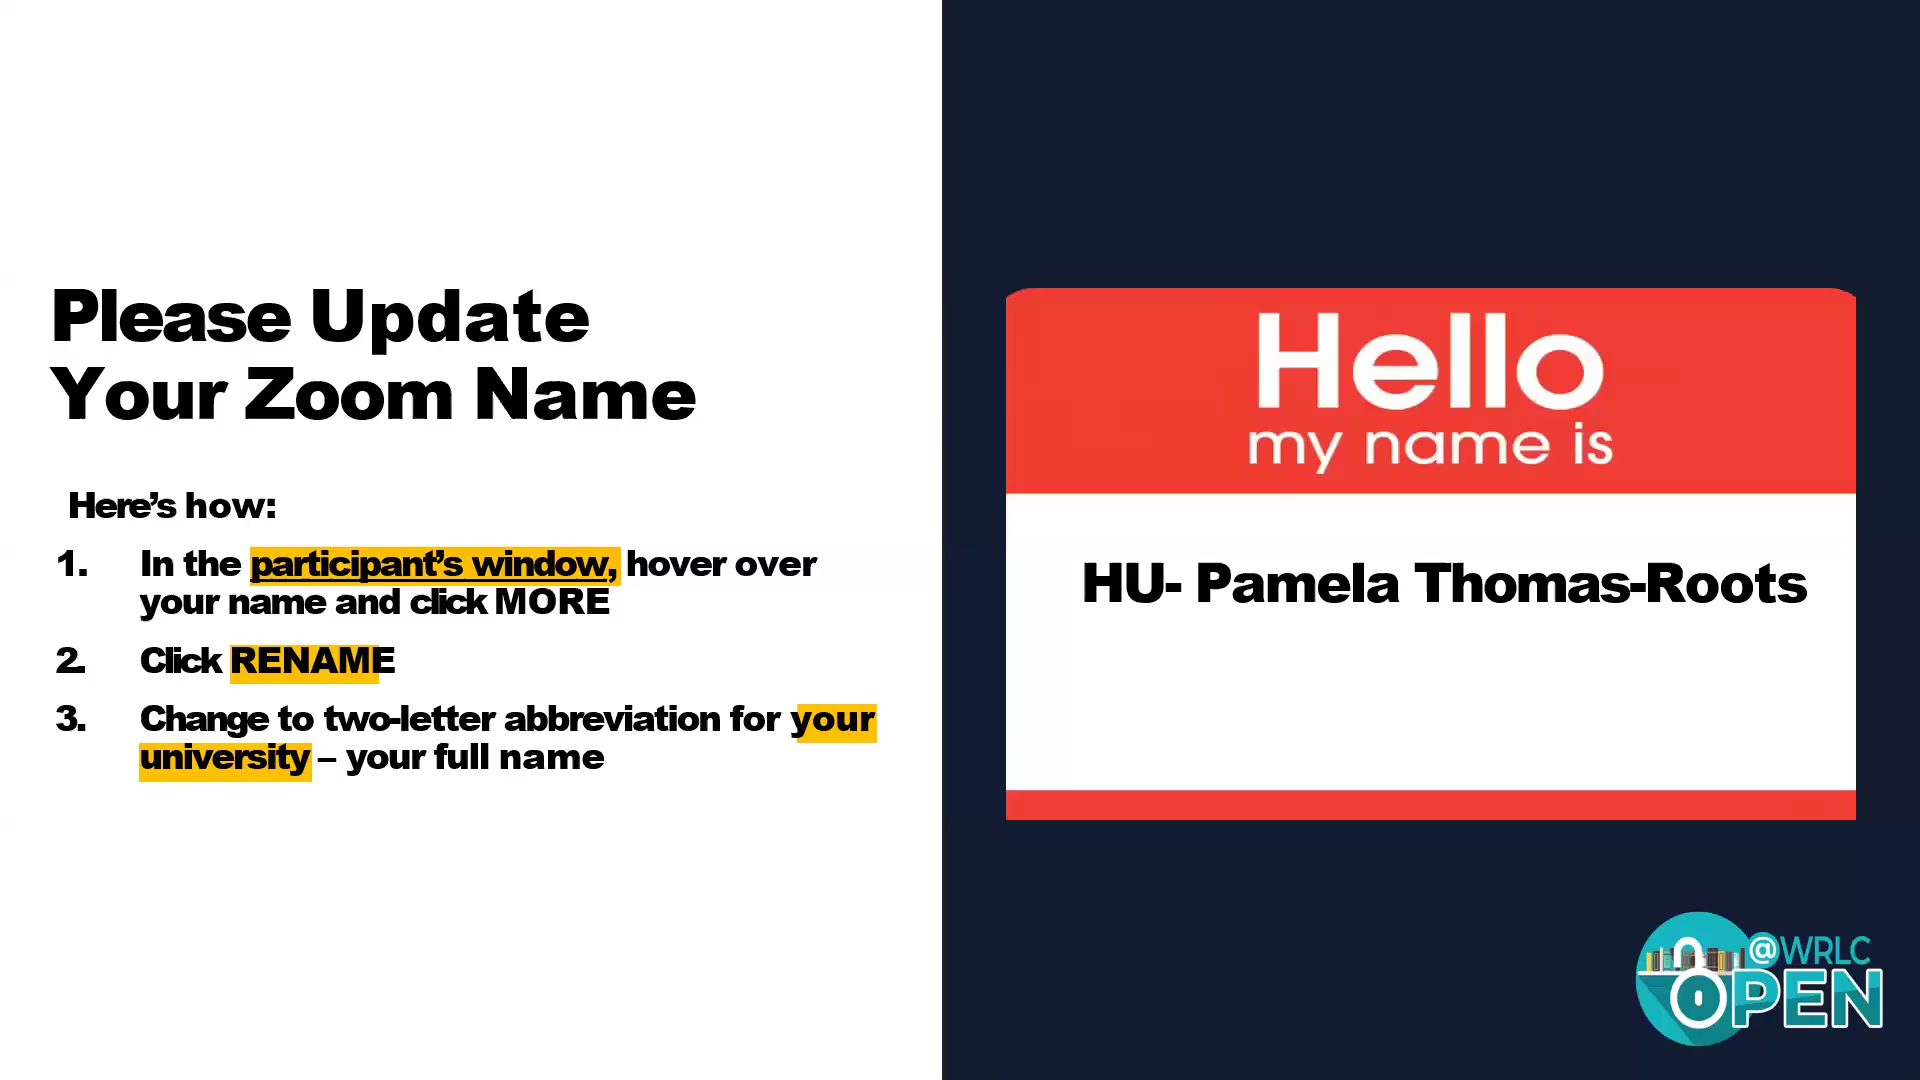 Please Update
Your Zoom Name
Here’s how:
1. In the participant’s window, hover over
your name and click MORE
2. Click RENAME
3. Change to two-letter abbreviation for your
university – your full name
Hello
my name is
HU- Pamela Thomas-Roots
@WRLC
OPEN